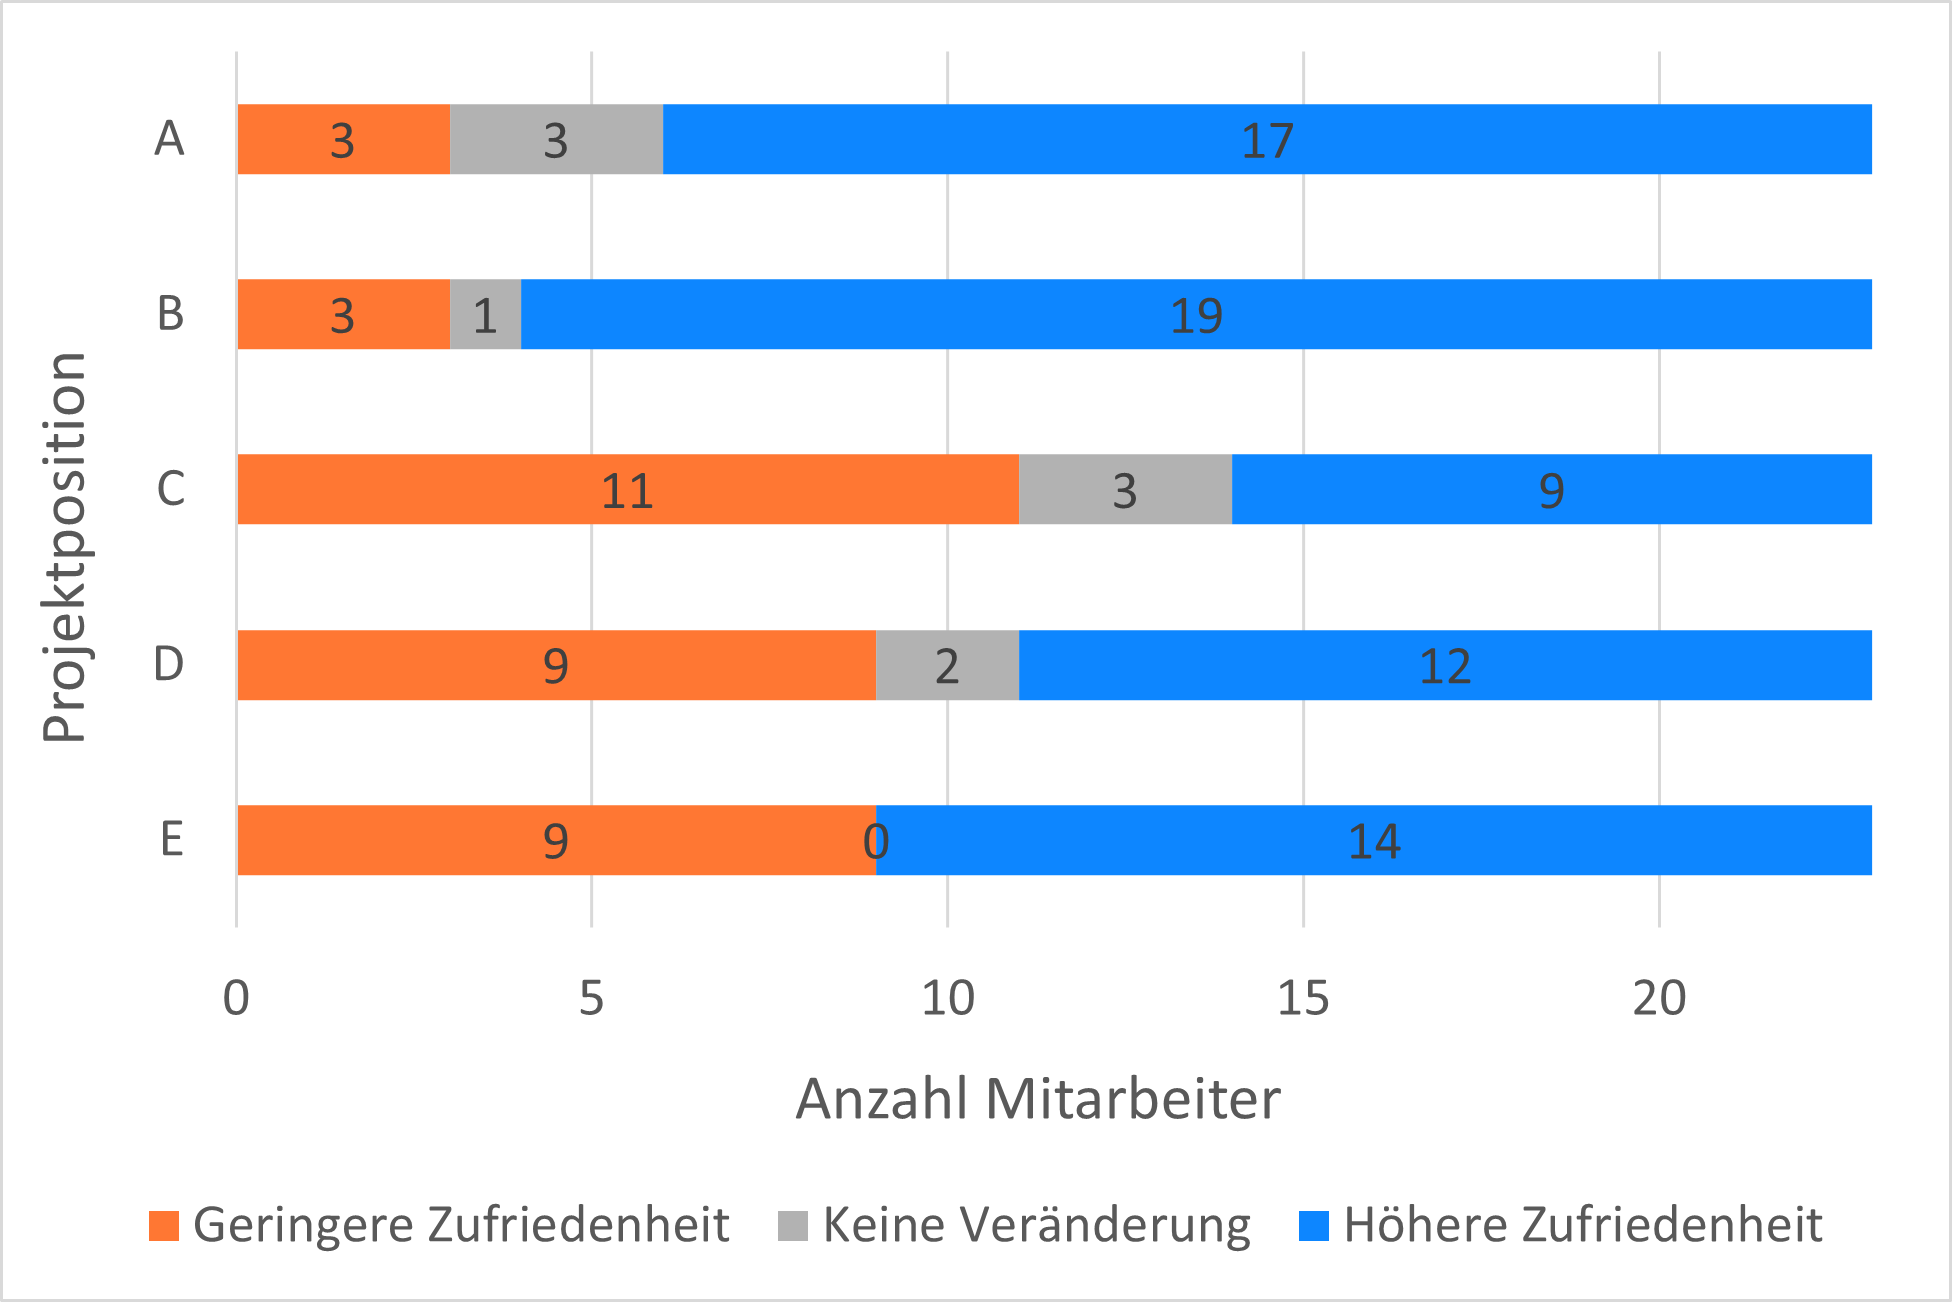 Projektposition
A
3 3 17
B
3 1 19
C
11 3 9
D
9 2 12
E
9 0 14
0 5 10 15 20
Anzahl Mitarbeiter
Geringere Zufriedenheit Keine Veränderung Höhere Zufriedenheit